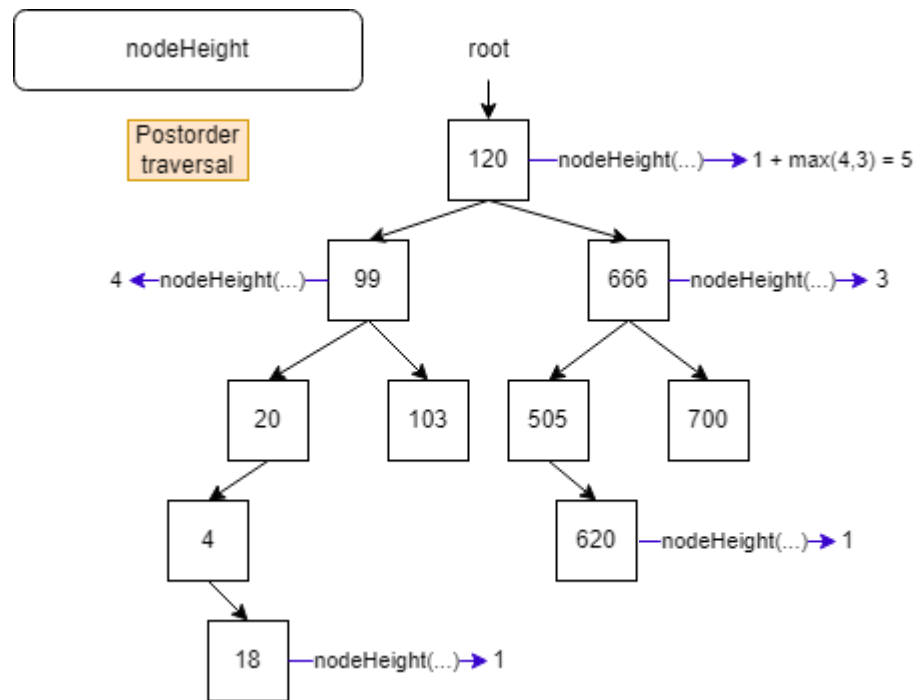 nodeHeight
root
Postorder
traversal
120
nodeHeight(...)
1 + max(4,3) = 5
4
nodeHeight(...)
99
666
nodeHeight(...)
3
20
103
505
700
4
620
nodeHeight(...)
1
18
nodeHeight(...)
1